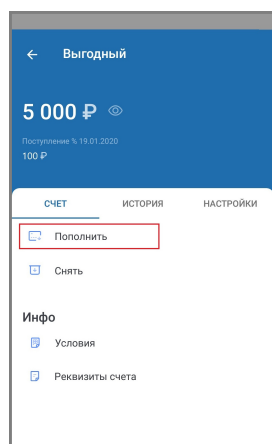 Выгодный
5 000 ₽
Поступление % 19.01.2020
100 ₽
СЧЕТ ИСТОРИЯ НАСТРОЙКИ
Пополнить
Снять
Инфо
Условия
Реквизиты счета